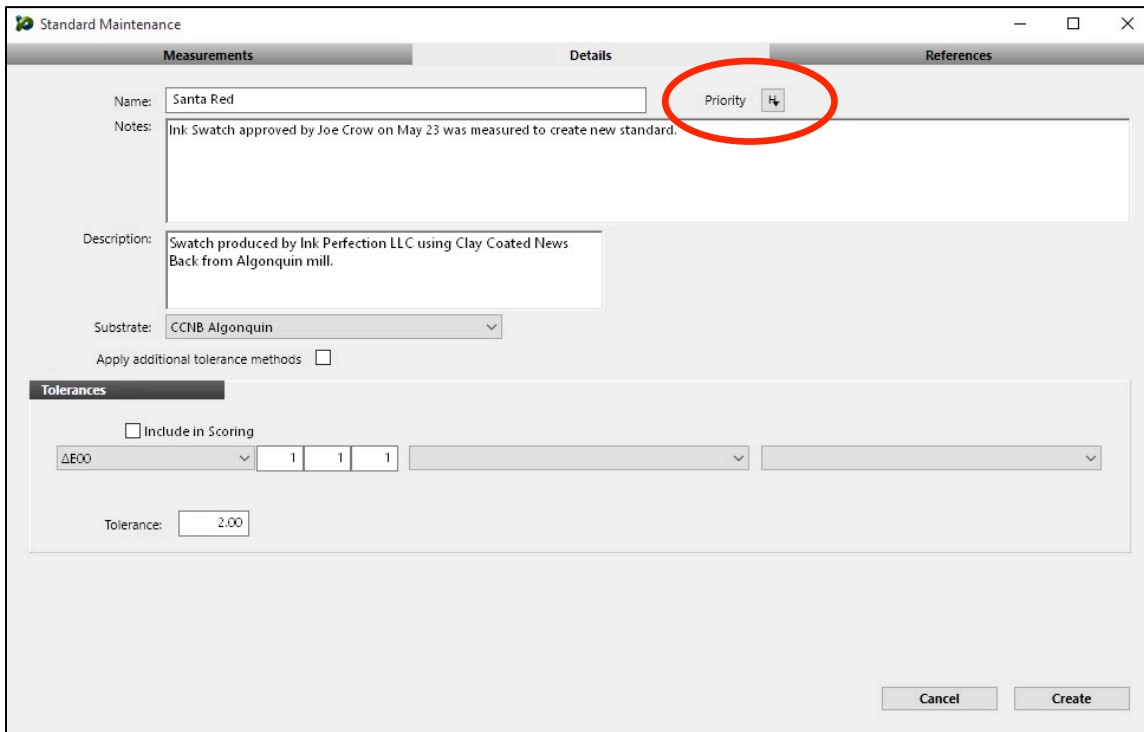 Standard Maintenance
Measurements Details References
Name: Santa Red Priority H
Notes: Ink Swatch approved by Joe Crow on May 23 was measured to create new standard.
Description: Swatch produced by Ink Perfection LLC using Clay Coated News
Back from Algonquin mill.
Substrate: CCNB Algonquin
Apply additional tolerance methods
Tolerances
Include in Scoring
ΔE00 1 1 1
Tolerance: 2.00
Cancel Create